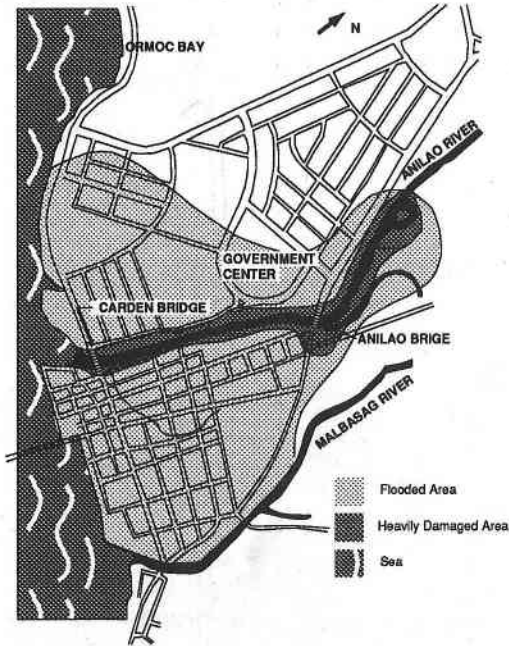 N
ORMOC BAY
ANILAO RIVER
GOVERNMENT
CENTER
CARDEN BRIDGE
ANILAO BRIGE
MALBASAG RIVER
Flooded Area
Heavily Damaged Area
Sea